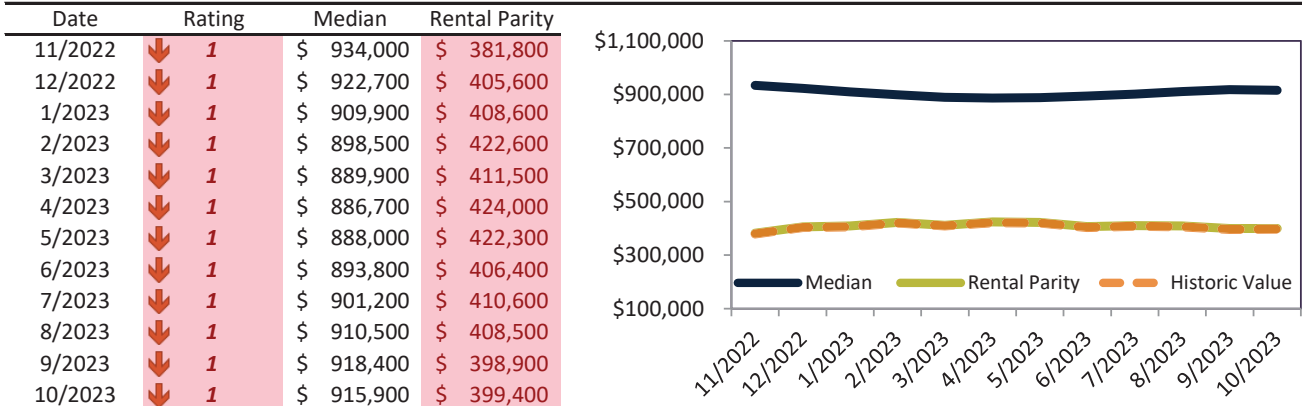 Date Rating Median Rental Parity
11/2022 1 $ 934,000 $ 381,800
12/2022 1 $ 922,700 $ 405,600
1/2023 1 $ 909,900 $ 408,600
2/2023 1 $ 898,500 $ 422,600
3/2023 1 $ 889,900 $ 411,500
4/2023 1 $ 886,700 $ 424,000
5/2023 1 $ 888,000 $ 422,300
6/2023 1 $ 893,800 $ 406,400
7/2023 1 $ 901,200 $ 410,600
8/2023 1 $ 910,500 $ 408,500
9/2023 1 $ 918,400 $ 398,900
10/2023 1 $ 915,900 $ 399,400
$1,100,000
$900,000
$700,000
$500,000
$300,000
$100,000
Median Rental Parity Historic Value
11/2022 12/2022 1/2023 2/2023 3/2023 4/2023 5/2023 6/2023 7/2023 8/2023 9/2023 10/2023